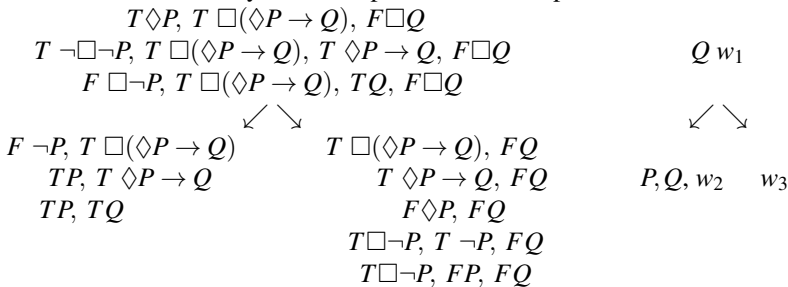 T◊P, T □(◊P → Q), F□Q
T ¬□¬P, T □(◊P → Q), T ◊P → Q, F□Q
Q w₁
F □¬P, T □(◊P → Q), TQ, F□Q
↙ ↘
↙ ↘
F ¬P, T □(◊P → Q)
T □(◊P → Q), FQ
TP, T ◊P → Q
T ◊P → Q, FQ
P, Q, w₂
w₃
TP, TQ
F◊P, FQ
T□¬P, T ¬P, FQ
T□¬P, FP, FQ